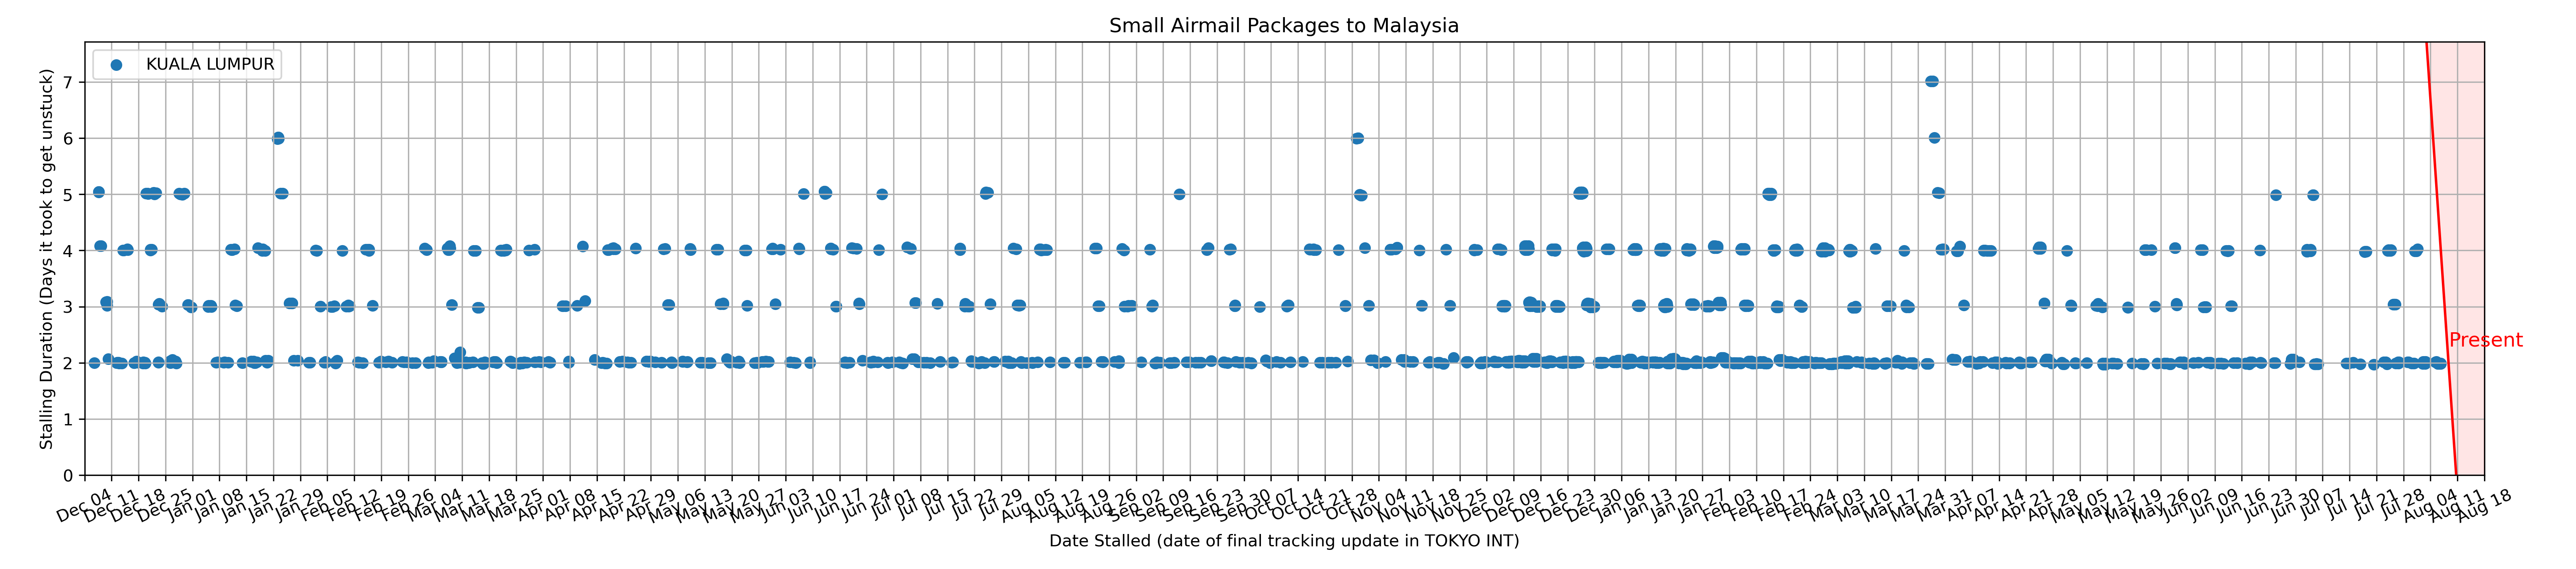 Small Airmail Packages to Malaysia
KUALA LUMPUR
Stalling Duration (Days it took to get unstuck)
7
6
5
4
3
2
1
0
Present
Dec 04
Dec 11
Dec 18
Dec 25
Jan 01
Jan 08
Jan 15
Jan 22
Jan 29
Feb 05
Feb 12
Feb 19
Feb 26
Mar 04
Mar 11
Mar 18
Mar 25
Apr 01
Apr 08
Apr 15
Apr 22
Apr 29
May 06
May 13
May 20
May 27
Jun 03
Jun 10
Jun 17
Jun 24
Jul 01
Jul 08
Jul 15
Jul 22
Jul 29
Aug 05
Aug 12
Aug 19
Aug 26
Sep 02
Sep 09
Sep 16
Sep 23
Sep 30
Oct 07
Oct 14
Oct 21
Oct 28
Nov 04
Nov 11
Nov 18
Nov 25
Dec 02
Dec 09
Dec 16
Dec 23
Dec 30
Jan 06
Jan 13
Jan 20
Jan 27
Feb 03
Feb 10
Feb 17
Feb 24
Mar 03
Mar 10
Mar 17
Mar 24
Mar 31
Apr 07
Apr 14
Apr 21
Apr 28
May 05
May 12
May 19
May 26
Jun 02
Jun 09
Jun 16
Jun 23
Jun 30
Jul 07
Jul 14
Jul 21
Jul 28
Aug 04
Aug 11
Aug 18
Date Stalled (date of final tracking update in TOKYO INT)